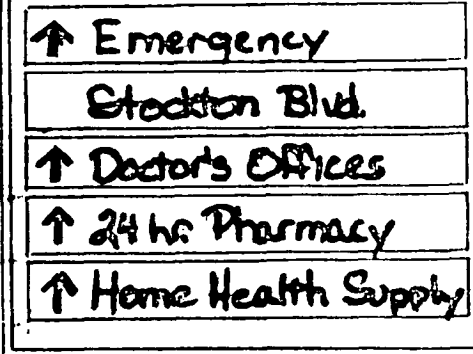 ↑ Emergency
Stockton Blvd.
↑ Doctor's Offices
↑ 24 hr. Pharmacy
↑ Home Health Supply